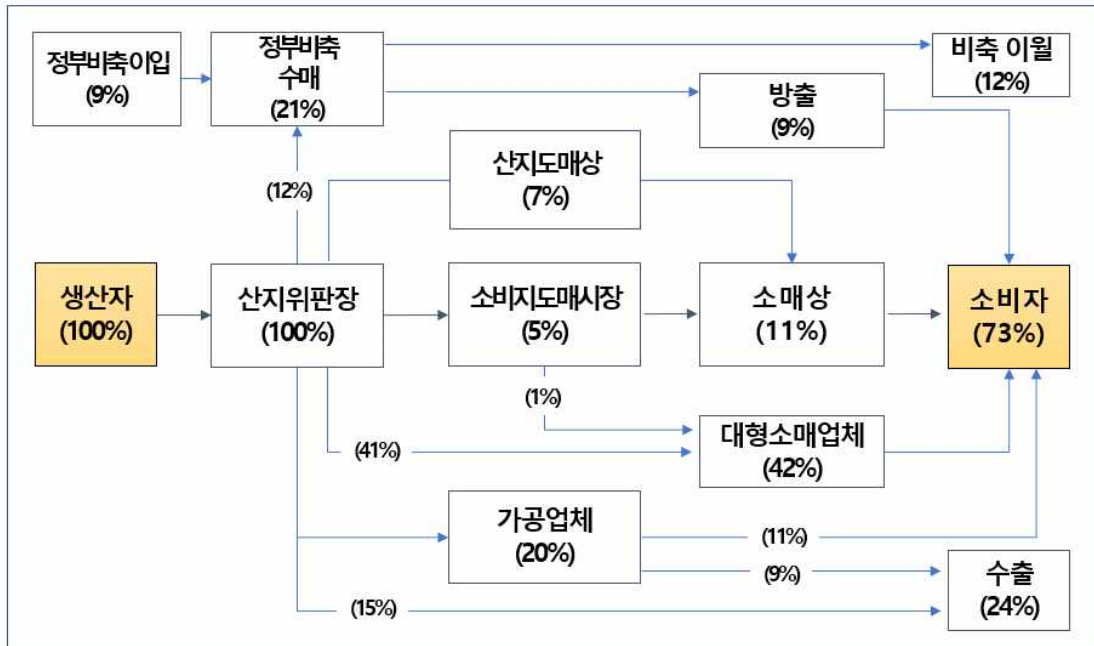 정부비축이입
(9%)
정부비축
수매
(21%)
비축 이월
(12%)
방출
(9%)
산지도매상
(7%)
(12%)
생산자
(100%)
산지위판장
(100%)
소비지도매시장
(5%)
소매상
(11%)
소비자
(73%)
(1%)
(41%)
대형소매업체
(42%)
가공업체
(20%)
(11%)
(9%)
(15%)
수출
(24%)